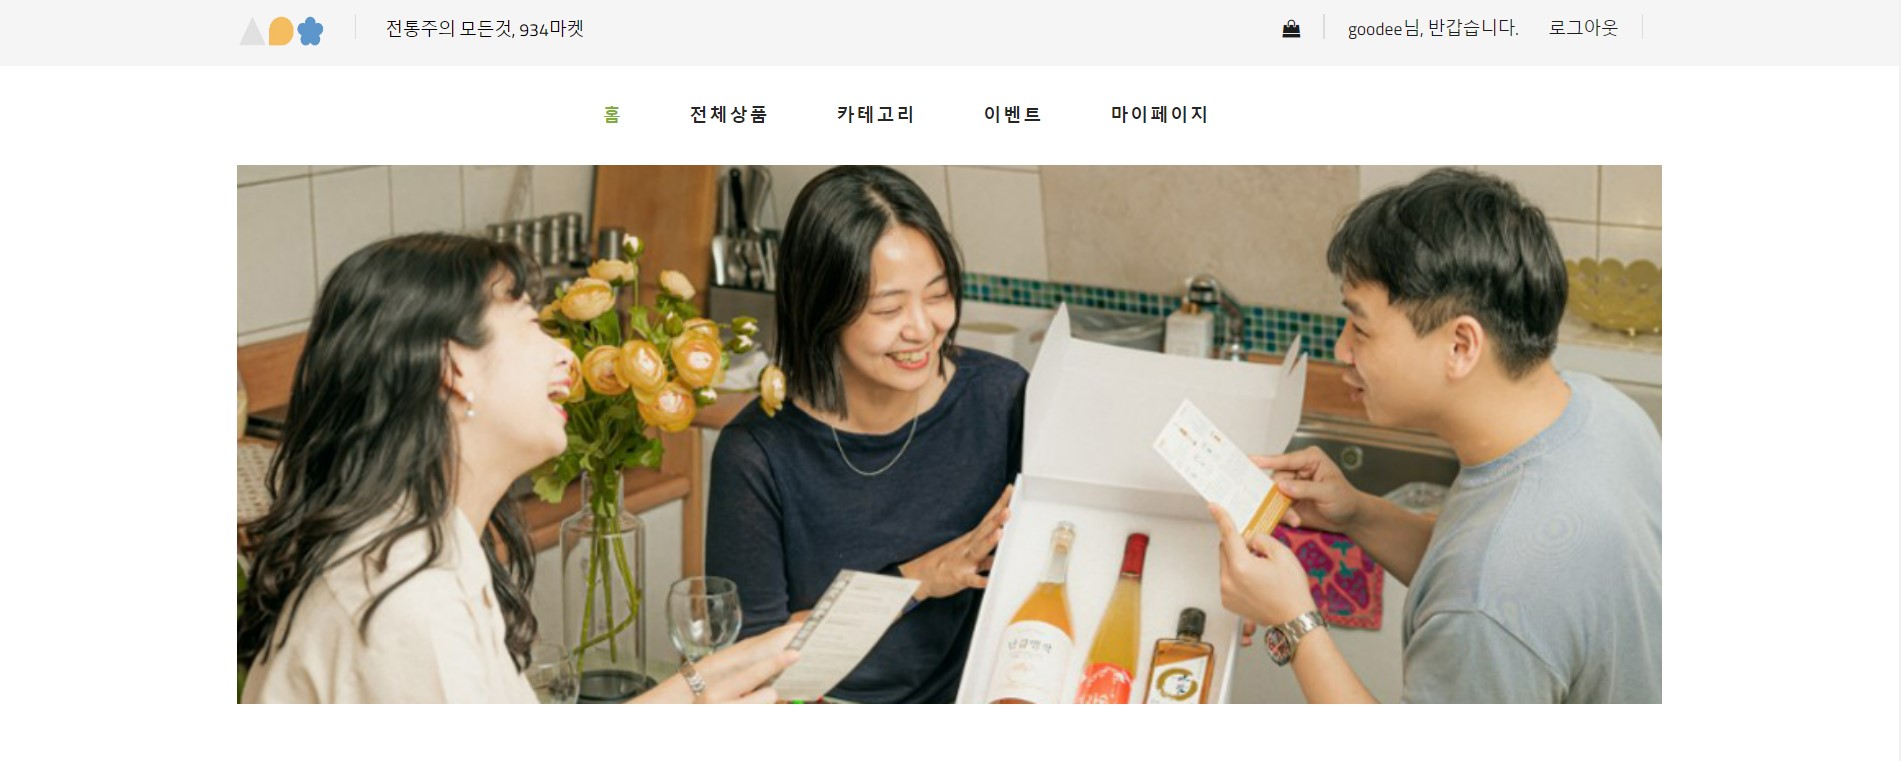 전통주의 모든것, 934마켓
goodee님, 반갑습니다. 로그아웃
홈 전체상품 카테고리 이벤트 마이페이지